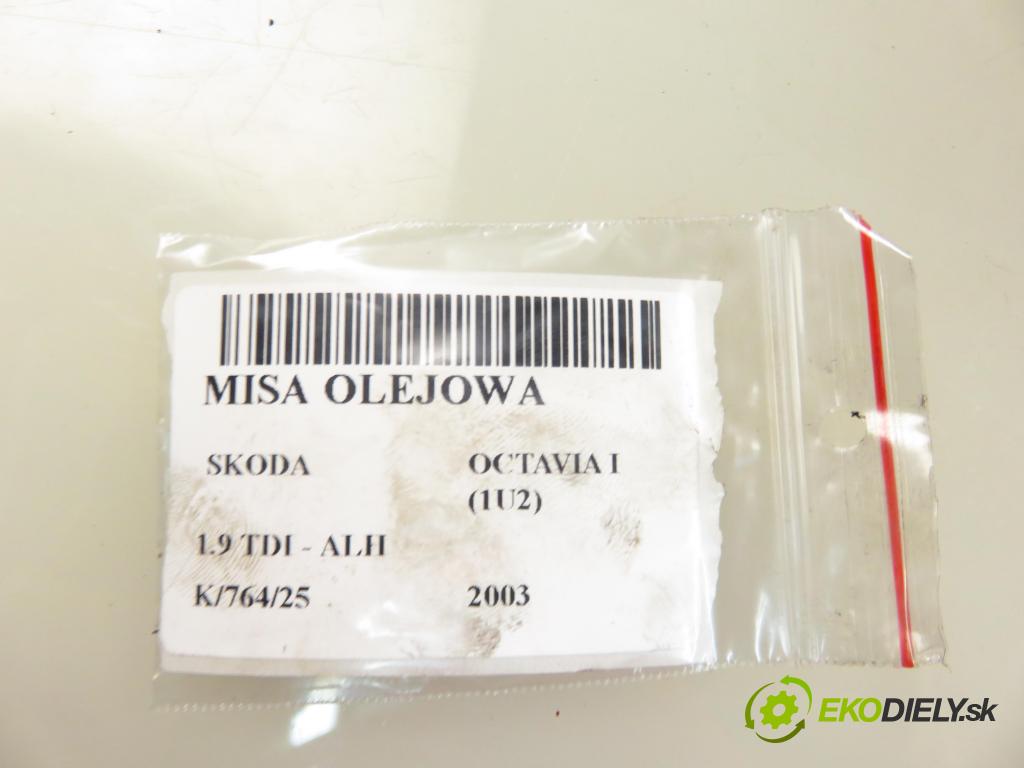 MISA OLEJOWA
SKODA OCTAVIA I
(1U2)
1.9 TDI - ALH
K/764/25 2003
EKODIELY.sk